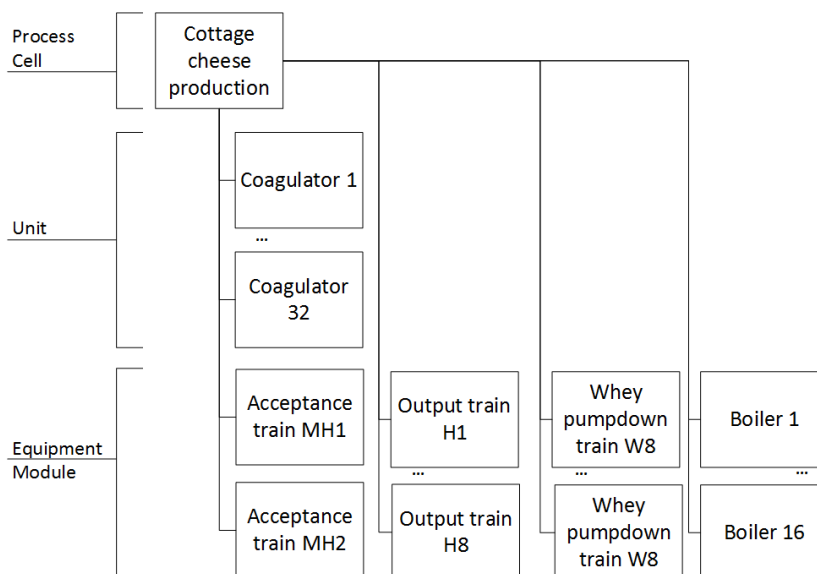 Process
Cell
Cottage
cheese
production
Unit
Coagulator 1
...
Coagulator
32
Equipment
Module
Acceptance
train MH1
Output train
H1
Whey
pumpdown
train W8
Boiler 1
...
...
...
Acceptance
train MH2
Output train
H8
Whey
pumpdown
train W8
Boiler 16